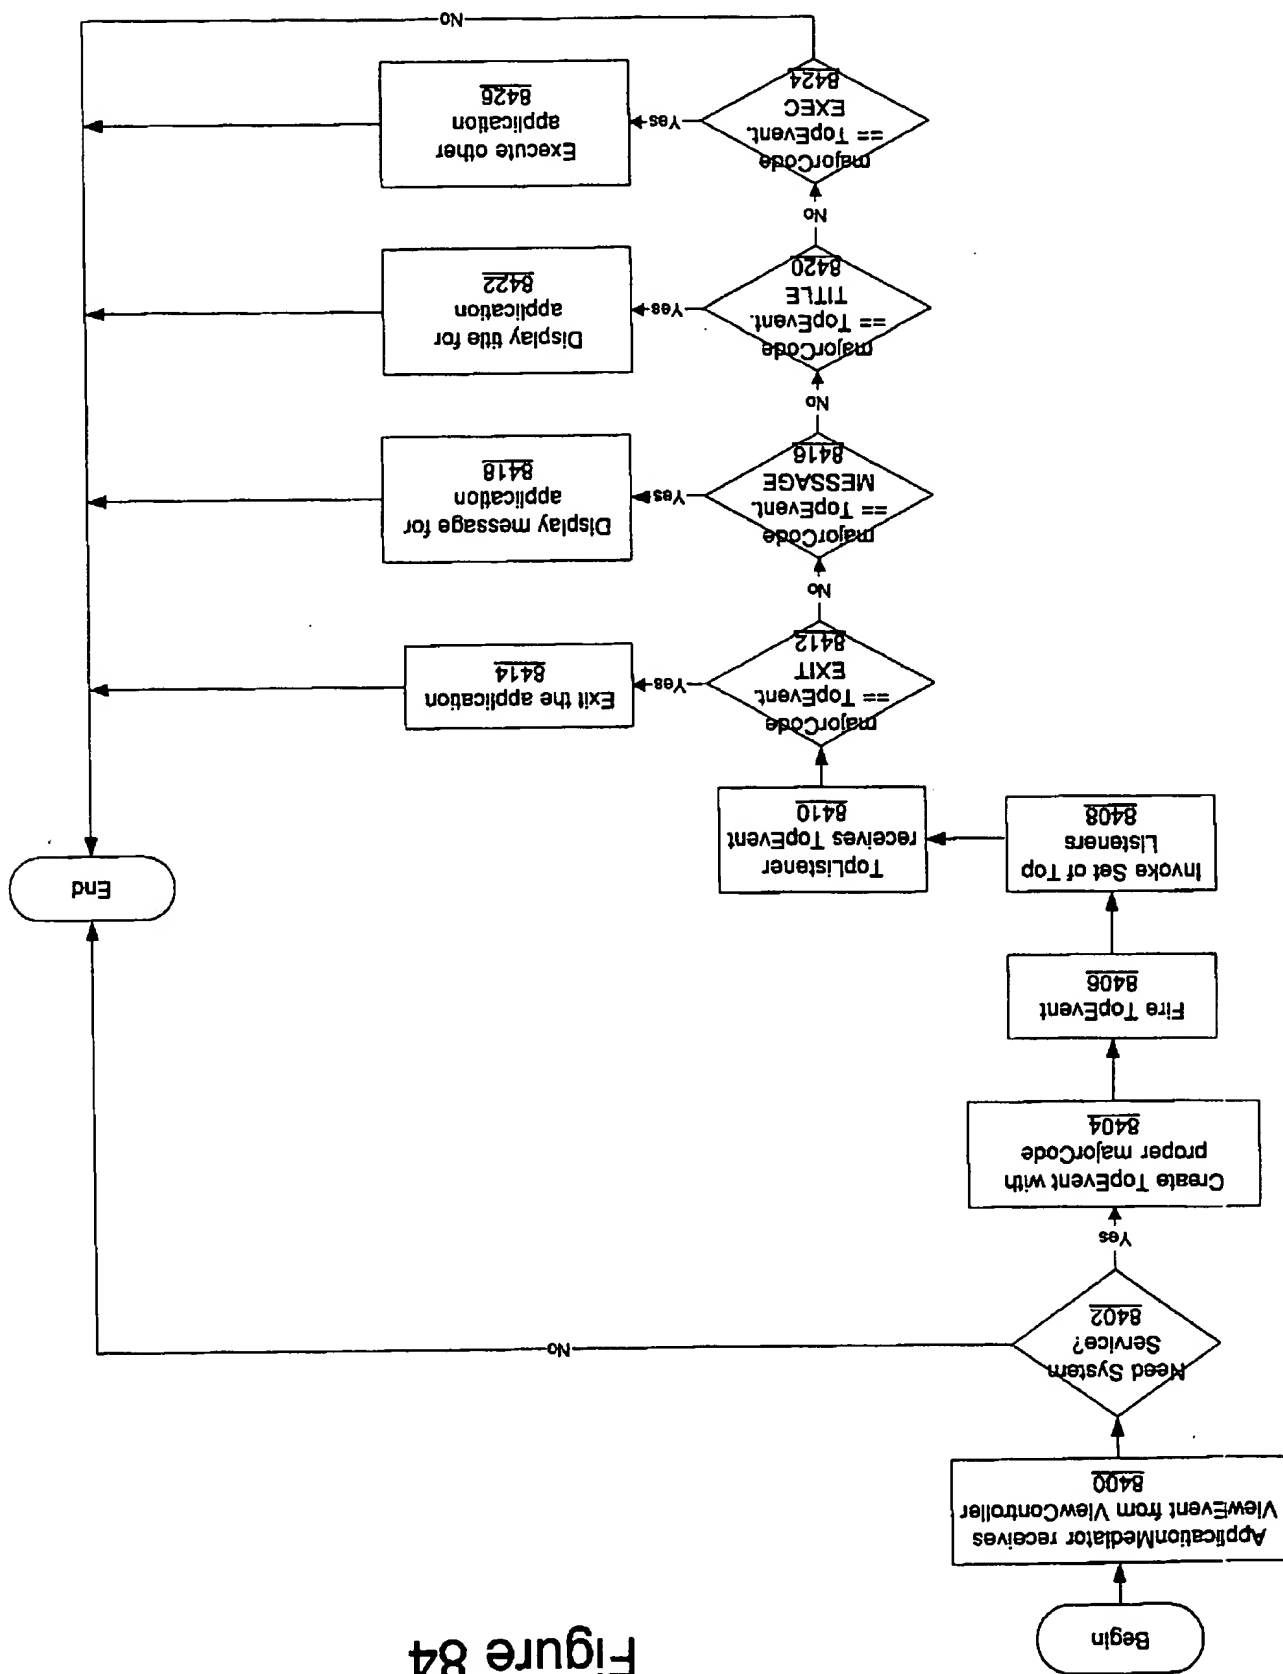 Figure 84
Begin
ApplicationMediator receives
ViewEvent from ViewController
8400
Need System
Service?
8402
No
Yes
Create TopEvent with
proper majorCode
8404
Fire TopEvent
8406
Invoke Set of Top
Listeners
8408
TopListener
receives TopEvent
8410
End
majorCode
== TopEvent.
EXIT
8412
Yes
Exit the application
8414
No
majorCode
== TopEvent.
MESSAGE
8416
Yes
Display message for
application
8418
No
majorCode
== TopEvent.
TITLE
8420
Yes
Display title for
application
8422
No
majorCode
== TopEvent.
EXEC
8424
Yes
Execute other
application
8426
No